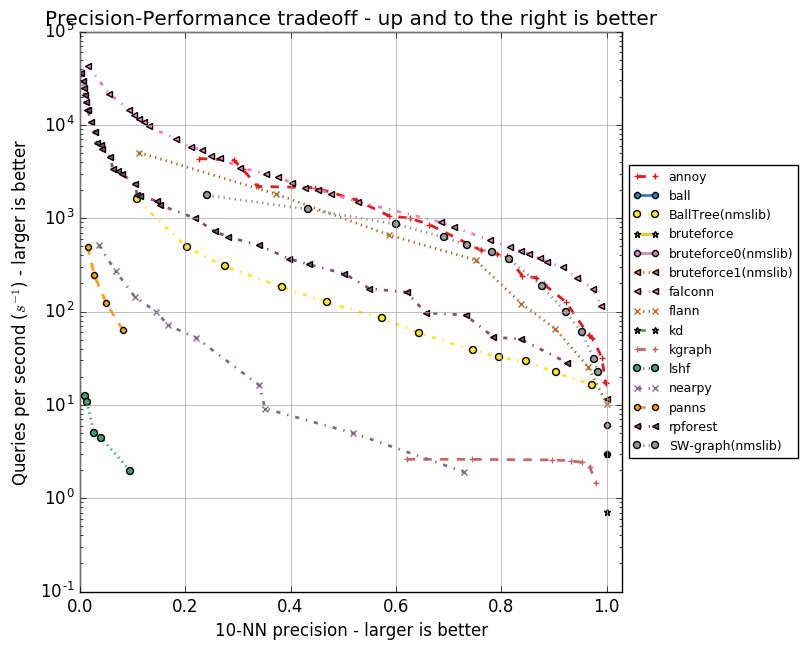 Precision-Performance tradeoff - up and to the right is better
10^5
10^4
10^3
10^2
10^1
10^0
10^-1
Queries per second (s^-1) - larger is better
0.0 0.2 0.4 0.6 0.8 1.0
10-NN precision - larger is better
annoy
ball
BallTree(nmslib)
bruteforce
bruteforce0(nmslib)
bruteforce1(nmslib)
falconn
flann
kd
kgraph
lshf
nearpy
panns
rpforest
SW-graph(nmslib)